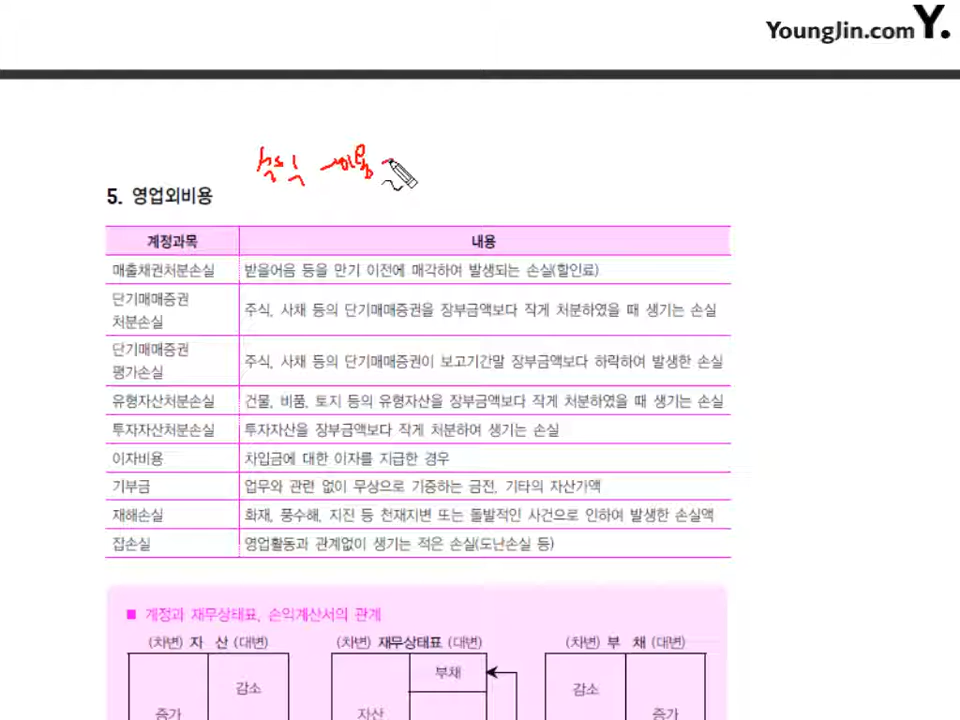 YoungJin.com Y.
5. 영업외비용
계정과목 내용
매출채권처분손실 받을어음 등을 만기 이전에 매각하여 발생되는 손실(할인료)
단기매매증권
처분손실 주식, 사채 등의 단기매매증권을 장부금액보다 작게 처분하였을 때 생기는 손실
단기매매증권
평가손실 주식, 사채 등의 단기매매증권이 보고기간말 장부금액보다 하락하여 발생한 손실
유형자산처분손실 건물, 비품, 토지 등의 유형자산을 장부금액보다 작게 처분하였을 때 생기는 손실
투자자산처분손실 투자자산을 장부금액보다 작게 처분하여 생기는 손실
이자비용 차입금에 대한 이자를 지급한 경우
기부금 업무와 관련 없이 무상으로 기증하는 금전, 기타의 자산가액
재해손실 화재, 풍수해, 지진 등 천재지변 또는 돌발적인 사건으로 인하여 발생한 손실액
잡손실 영업활동과 관계없이 생기는 적은 손실(도난손실 등)
■ 계정과 재무상태표, 손익계산서의 관계
(차변) 자 산 (대변) (차변) 재무상태표 (대변) (차변) 부 채 (대변)
부채
감소 감소
증가 자산 증가